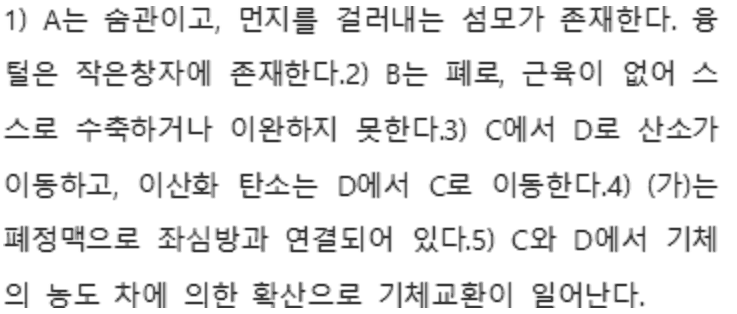 1) A는 숨관이고, 먼지를 걸러내는 섬모가 존재한다. 융
털은 작은창자에 존재한다.2) B는 폐로, 근육이 없어 스
스로 수축하거나 이완하지 못한다.3) C에서 D로 산소가
이동하고, 이산화 탄소는 D에서 C로 이동한다.4) (가)는
폐정맥으로 좌심방과 연결되어 있다.5) C와 D에서 기체
의 농도 차에 의한 확산으로 기체교환이 일어난다.